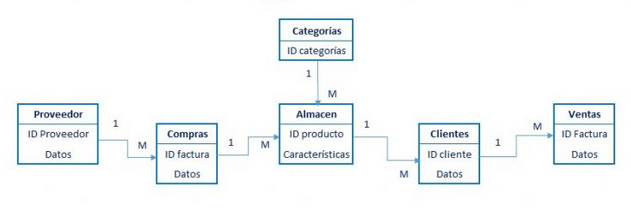 Categorías
ID categorías
1
M
Proveedor
ID Proveedor
Datos
1
M
Compras
ID factura
Datos
1
M
Almacen
ID producto
Características
1
M
Clientes
ID cliente
Datos
1
M
Ventas
ID Factura
Datos